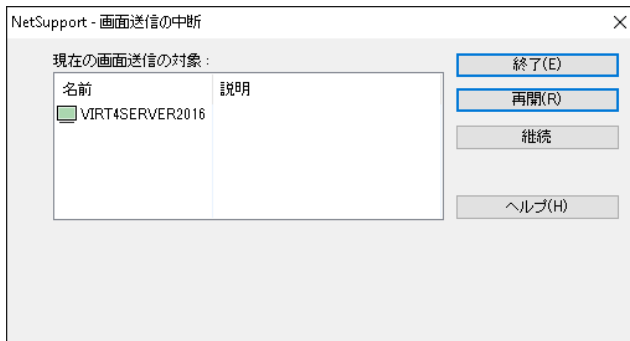 NetSupport - 画面送信の中断
現在の画面送信の対象:
名前 説明
VIRT4SERVER2016
終了(E)
再開(R)
継続
ヘルプ(H)